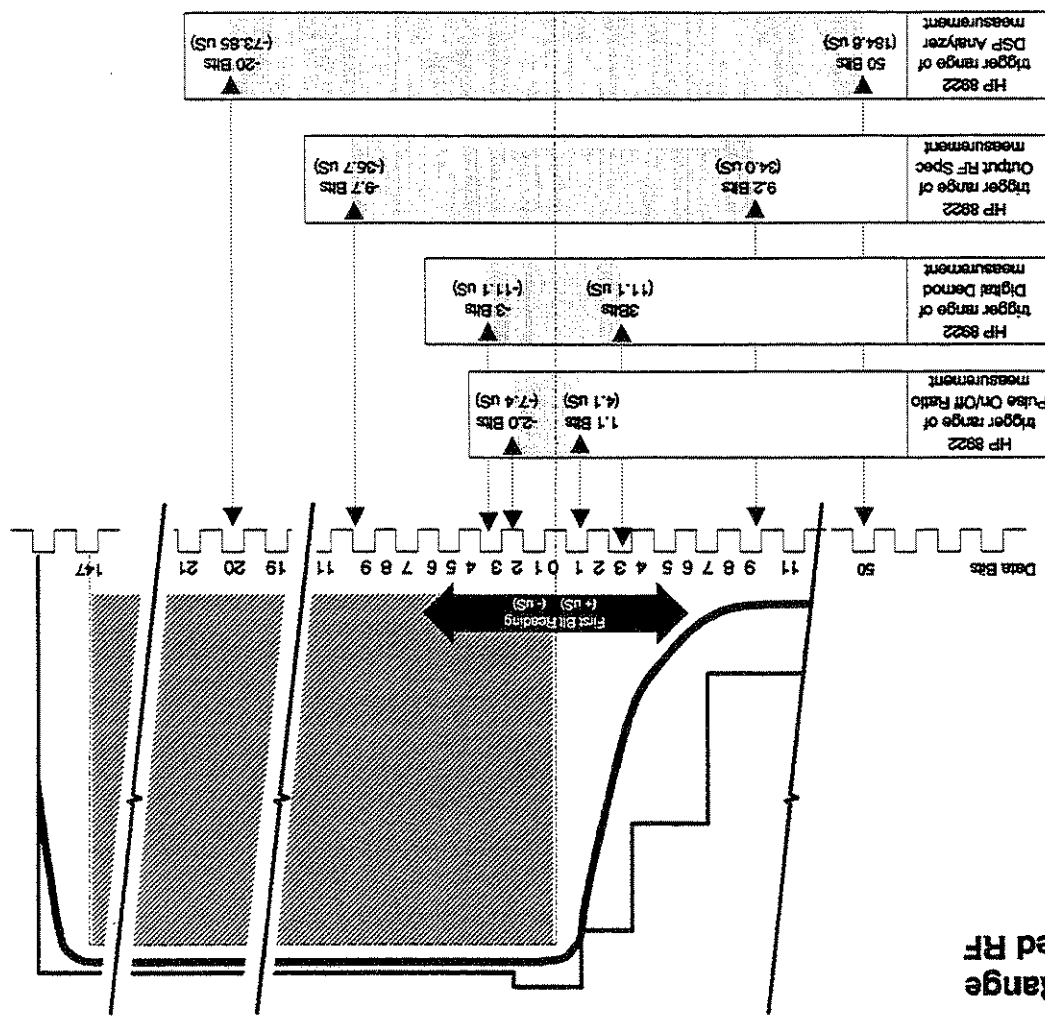 Range
ed RF
First Bit Reading
(+ uS) (- uS)
Data Bits 50 11 9 8 7 6 5 4 3 2 1 0 1 2 3 4 5 6 7 8 9 11 19 20 21 147
HP 8922
trigger range of
Pulse On/Off Ratio
measurement
1.1 Bits
(4.1 uS)
-2.0 Bits
(-7.4 uS)
HP 8922
trigger range of
Digital Demod
measurement
3Bits
(11.1 uS)
-3 Bits
(-11.1 uS)
HP 8922
trigger range of
Output RF Spec
measurement
9.2 Bits
(34.0 uS)
-9.7 Bits
(-35.7 uS)
HP 8922
trigger range of
DSP Analyzer
measurement
50 Bits
(184.6 uS)
-20 Bits
(-73.85 uS)